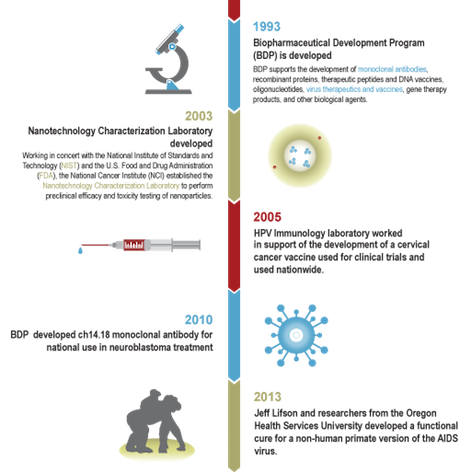 1993
Biopharmaceutical Development Program
(BDP) is developed
BDP supports the development of monoclonal antibodies,
recombinant proteins, therapeutic peptides and DNA vaccines,
oligonucleotides, virus therapeutics and vaccines, gene therapy
products, and other biological agents.
2003
Nanotechnology Characterization Laboratory
developed
Working in concert with the National Institute of Standards and
Technology (NIST) and the U.S. Food and Drug Administration
(FDA), the National Cancer Institute (NCI) established the
Nanotechnology Characterization Laboratory to perform
preclinical efficacy and toxicity testing of nanoparticles.
2005
HPV Immunology laboratory worked
in support of the development of a cervical
cancer vaccine used for clinical trials and
used nationwide.
2010
BDP developed ch14.18 monoclonal antibody for
national use in neuroblastoma treatment
2013
Jeff Lifson and researchers from the Oregon
Health Services University developed a functional
cure for a non-human primate version of the AIDS
virus.